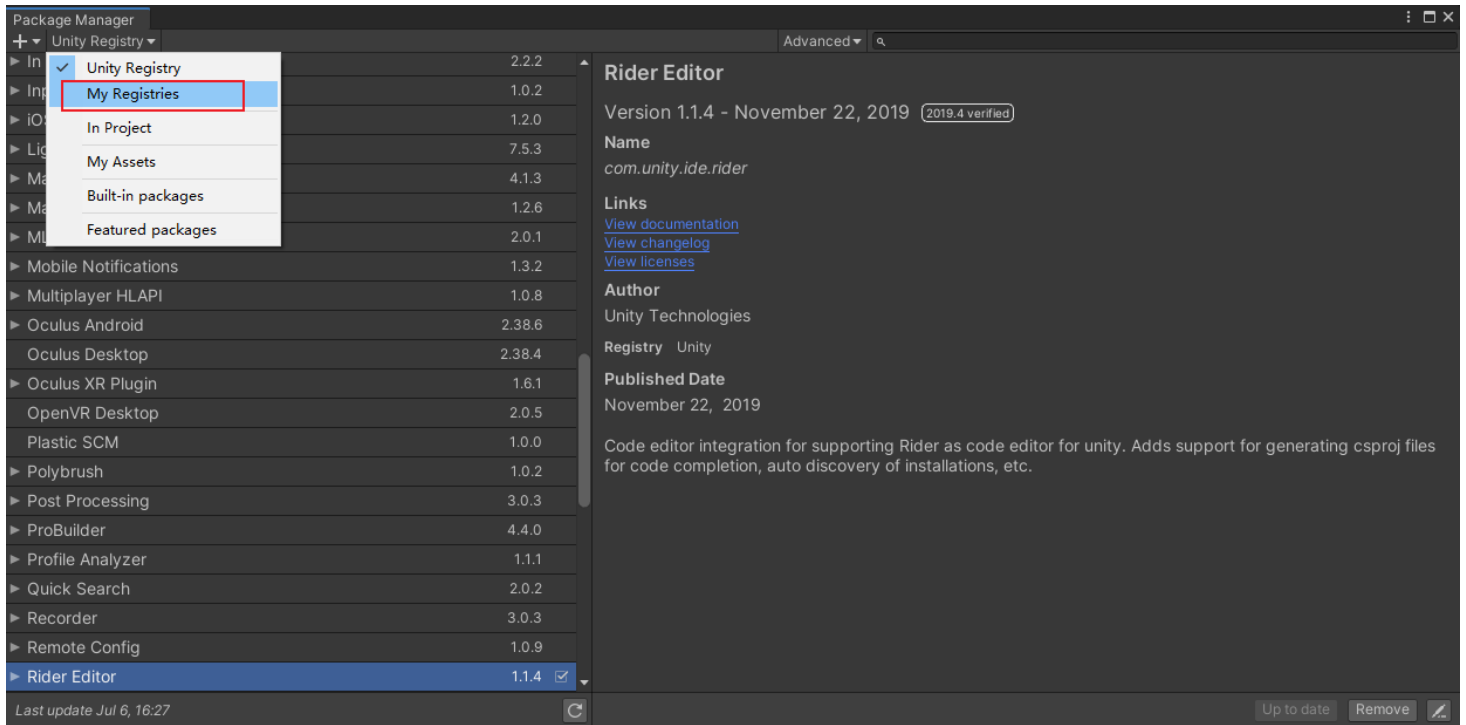 Package Manager
Unity Registry
Advanced
Unity Registry
My Registries
In Project
My Assets
Built-in packages
Featured packages
In 2.2.2
Inp 1.0.2
iOS 1.2.0
Lig 7.5.3
Ma 4.1.3
Ma 1.2.6
ML 2.0.1
Mobile Notifications 1.3.2
Multiplayer HLAPI 1.0.8
Oculus Android 2.38.6
Oculus Desktop 2.38.4
Oculus XR Plugin 1.6.1
OpenVR Desktop 2.0.5
Plastic SCM 1.0.0
Polybrush 1.0.2
Post Processing 3.0.3
ProBuilder 4.4.0
Profile Analyzer 1.1.1
Quick Search 2.0.2
Recorder 3.0.3
Remote Config 1.0.9
Rider Editor 1.1.4
Last update Jul 6, 16:27
Rider Editor
Version 1.1.4 - November 22, 2019 2019.4 verified
Name
com.unity.ide.rider
Links
View documentation
View changelog
View licenses
Author
Unity Technologies
Registry Unity
Published Date
November 22, 2019
Code editor integration for supporting Rider as code editor for unity. Adds support for generating csproj files
for code completion, auto discovery of installations, etc.
Up to date Remove